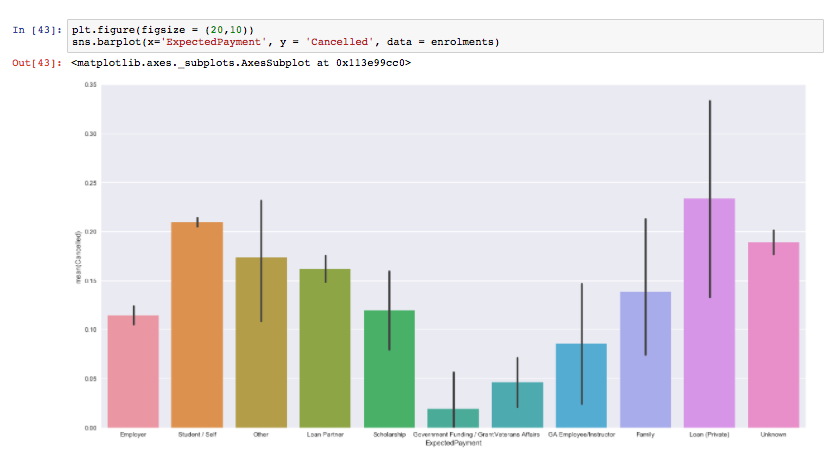 In [43]: plt.figure(figsize = (20,10))
sns.barplot(x='ExpectedPayment', y = 'Cancelled', data = enrolments)
Out[43]: <matplotlib.axes._subplots.AxesSubplot at 0x113e99cc0>
0.35
0.30
0.25
0.20
0.15
0.10
0.05
0.00
mean(Cancelled)
Employer Student / Self Other Loan Partner Scholarship Government Funding / Grant Veterans Affairs GA Employee/Instructor Family Loan (Private) Unknown
ExpectedPayment